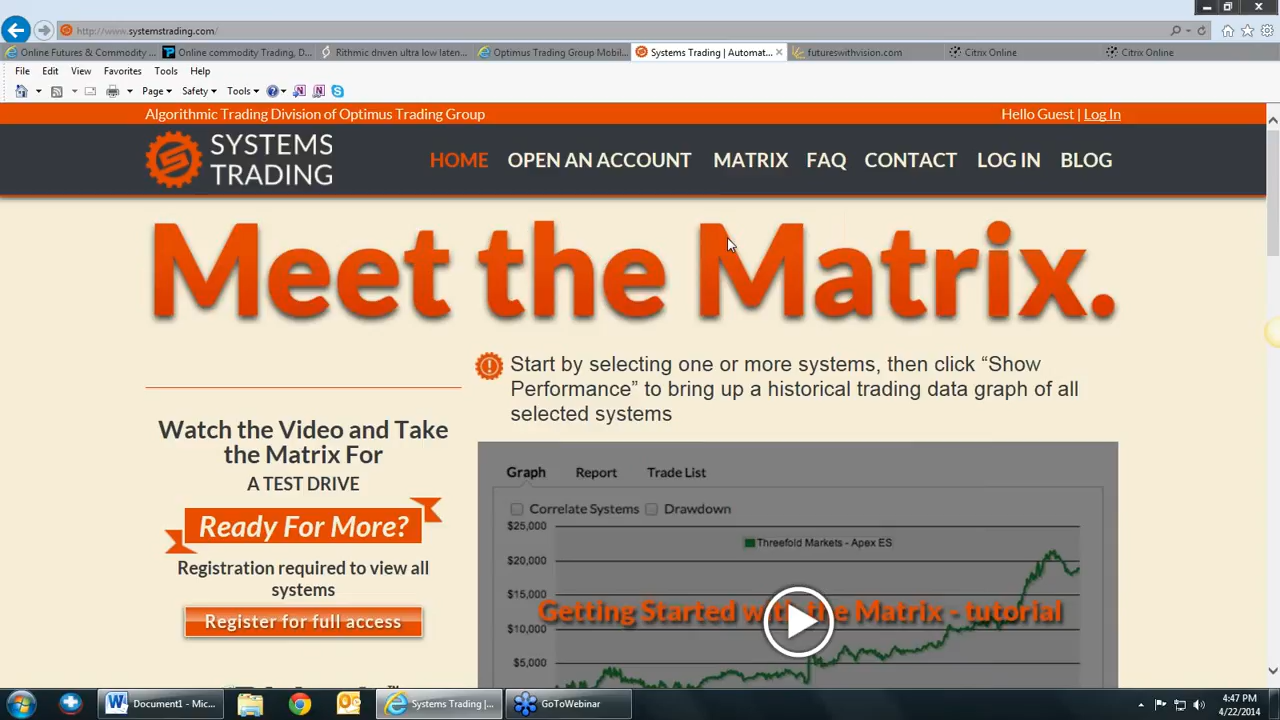 http://www.systemstrading.com/
Online Futures & Commodity ...
Online commodity Trading, D...
Rithmic driven ultra low laten...
Optimus Trading Group Mobil...
Systems Trading | Automat...
futureswithvision.com
Citrix Online
Citrix Online
File Edit View Favorites Tools Help
Page Safety Tools
Algorithmic Trading Division of Optimus Trading Group
Hello Guest | Log In
SYSTEMS
TRADING
HOME OPEN AN ACCOUNT MATRIX FAQ CONTACT LOG IN BLOG
Meet the Matrix.
Start by selecting one or more systems, then click “Show
Performance” to bring up a historical trading data graph of all
selected systems
Watch the Video and Take
the Matrix For
A TEST DRIVE
Ready For More?
Registration required to view all
systems
Register for full access
Graph Report Trade List
Correlate Systems Drawdown
$25,000
Threefold Markets - Apex ES
$20,000
$15,000
Getting Started with the Matrix - tutorial
$10,000
$5,000
Document1 - Mic...
Systems Trading |...
GoToWebinar
4:47 PM
4/22/2014